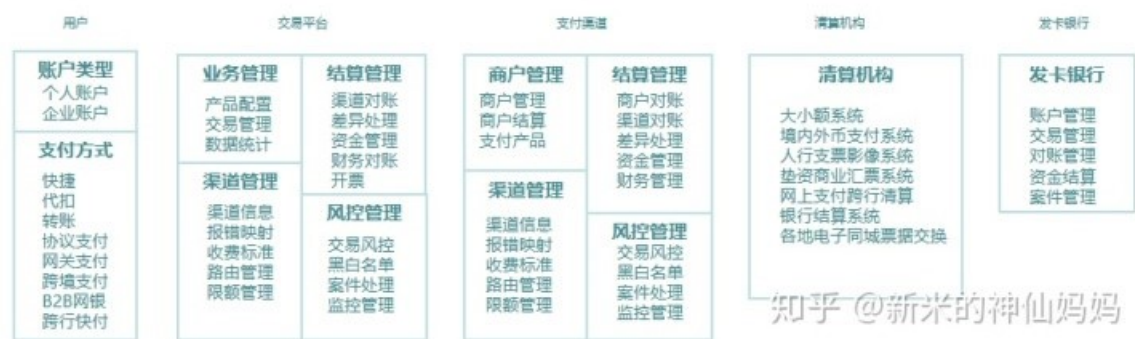 用户
交易平台
支付渠道
清算机构
发卡银行
账户类型
个人账户
企业账户
支付方式
快捷
代扣
转账
协议支付
网关支付
跨境支付
B2B网银
跨行快付
业务管理
产品配置
交易管理
数据统计
渠道管理
渠道信息
报错映射
收费标准
路由管理
限额管理
结算管理
渠道对账
差异处理
资金管理
财务对账
开票
风控管理
交易风控
黑白名单
案件处理
监控管理
商户管理
商户管理
商户结算
支付产品
渠道管理
渠道信息
报错映射
收费标准
路由管理
限额管理
结算管理
商户对账
渠道对账
差异处理
资金管理
财务管理
风控管理
交易风控
黑白名单
案件处理
监控管理
清算机构
大小额系统
境内外币支付系统
人行支票影像系统
垫资商业汇票系统
网上支付跨行清算
银行结算系统
各地电子同城票据交换
发卡银行
账户管理
交易管理
对账管理
资金结算
案件管理
知乎 @新米的神仙妈妈